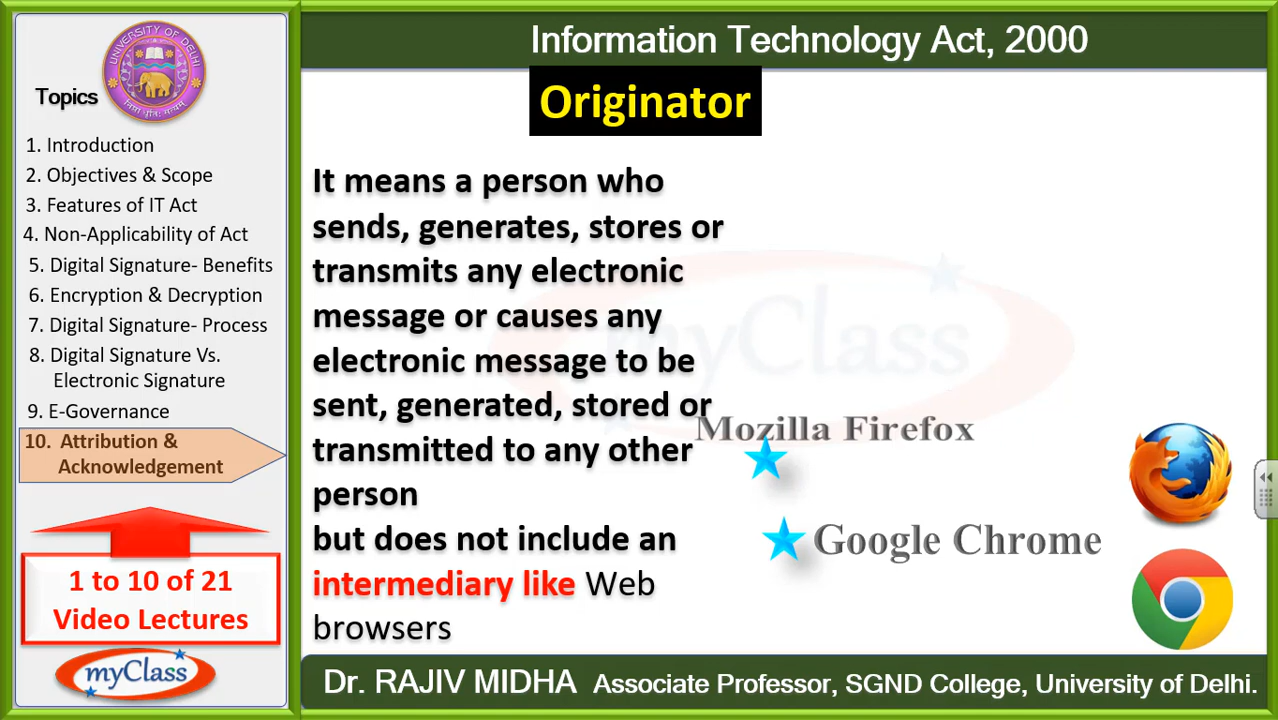 Information Technology Act, 2000
UNIVERSITY OF DELHI
Topics
1. Introduction
2. Objectives & Scope
3. Features of IT Act
4. Non-Applicability of Act
5. Digital Signature- Benefits
6. Encryption & Decryption
7. Digital Signature- Process
8. Digital Signature Vs.
Electronic Signature
9. E-Governance
10. Attribution &
Acknowledgement
1 to 10 of 21
Video Lectures
myClass
Originator
It means a person who
sends, generates, stores or
transmits any electronic
message or causes any
electronic message to be
sent, generated, stored or
transmitted to any other
person
but does not include an
intermediary like Web
browsers
myClass
Mozilla Firefox
Google Chrome
Dr. RAJIV MIDHA Associate Professor, SGND College, University of Delhi.